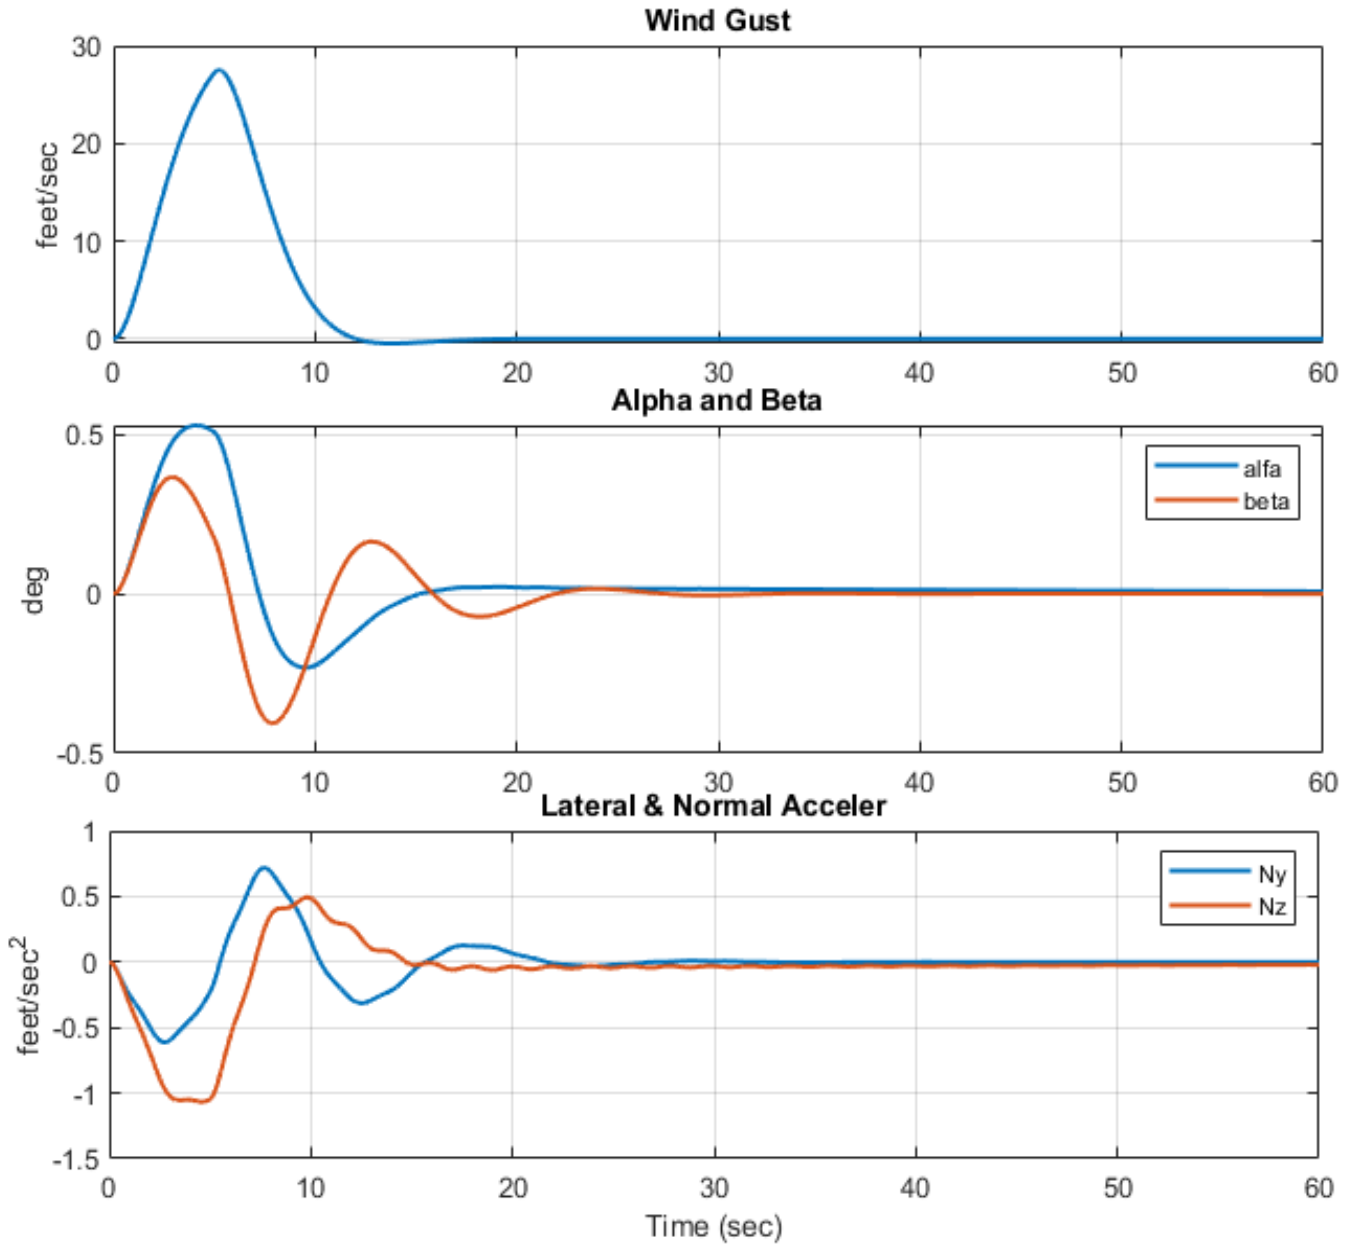 Wind Gust
30
20
10
0
feet/sec
0 10 20 30 40 50 60
Alpha and Beta
0.5
0
-0.5
deg
alfa
beta
0 10 20 30 40 50 60
Lateral & Normal Acceler
1
0.5
0
-0.5
-1
-1.5
feet/sec²
Ny
Nz
0 10 20 30 40 50 60
Time (sec)